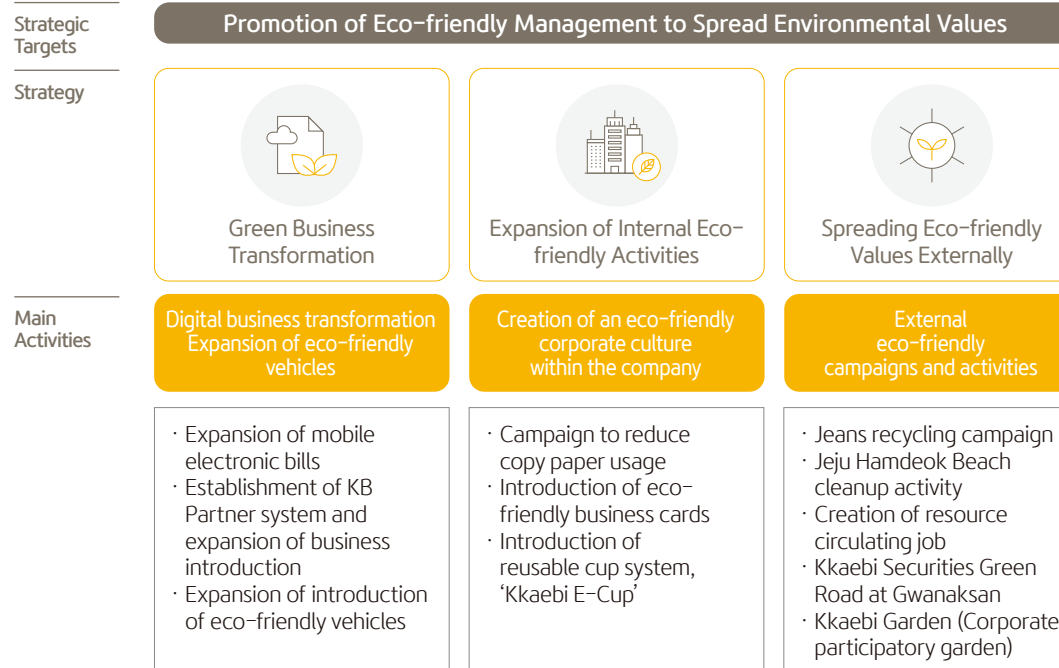 Strategic
Targets
Promotion of Eco-friendly Management to Spread Environmental Values
Strategy
Green Business
Transformation
Expansion of Internal Eco-
friendly Activities
Spreading Eco-friendly
Values Externally
Main
Activities
Digital business transformation
Expansion of eco-friendly
vehicles
Creation of an eco-friendly
corporate culture
within the company
External
eco-friendly
campaigns and activities
· Expansion of mobile
electronic bills
· Establishment of KB
Partner system and
expansion of business
introduction
· Expansion of introduction
of eco-friendly vehicles
· Campaign to reduce
copy paper usage
· Introduction of eco-
friendly business cards
· Introduction of
reusable cup system,
‘Kkaebi E-Cup’
· Jeans recycling campaign
· Jeju Hamdeok Beach
cleanup activity
· Creation of resource
circulating job
· Kkaebi Securities Green
Road at Gwanaksan
· Kkaebi Garden (Corporate
participatory garden)